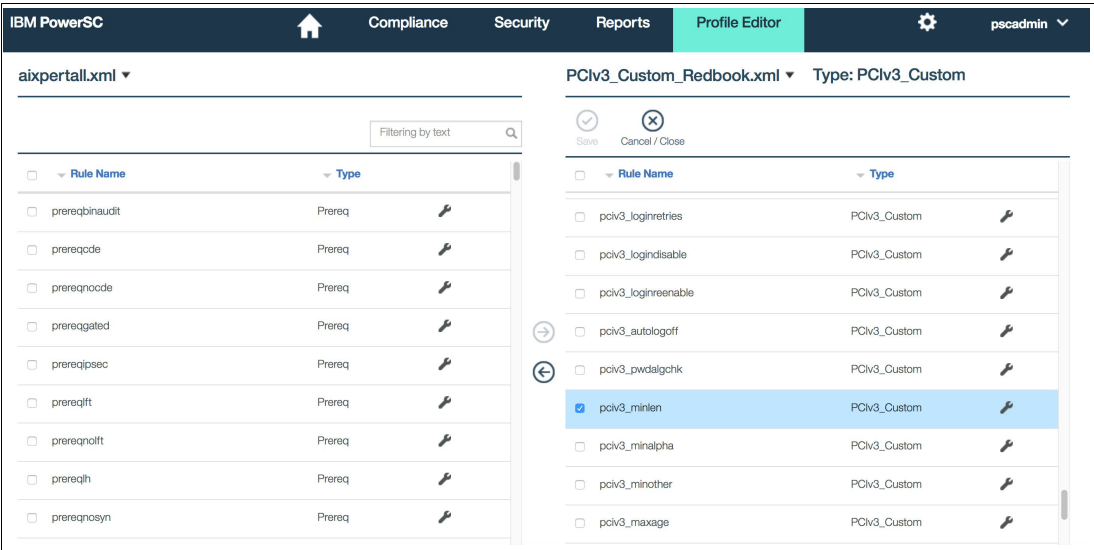 IBM PowerSC
Compliance
Security
Reports
Profile Editor
pscadmin
aixpertall.xml
Filtering by text
Rule Name Type
prereqbinaudit Prereq
prereqcde Prereq
prereqnocde Prereq
prereqgated Prereq
prereqipsec Prereq
prereqlft Prereq
prereqnolft Prereq
prereqlh Prereq
prereqnosyn Prereq
PCIv3_Custom_Redbook.xml Type: PCIv3_Custom
Save Cancel / Close
Rule Name Type
pciv3_loginretries PCIv3_Custom
pciv3_logindisable PCIv3_Custom
pciv3_loginreenable PCIv3_Custom
pciv3_autologoff PCIv3_Custom
pciv3_pwdalgchk PCIv3_Custom
pciv3_minlen PCIv3_Custom
pciv3_minalpha PCIv3_Custom
pciv3_minother PCIv3_Custom
pciv3_maxage PCIv3_Custom